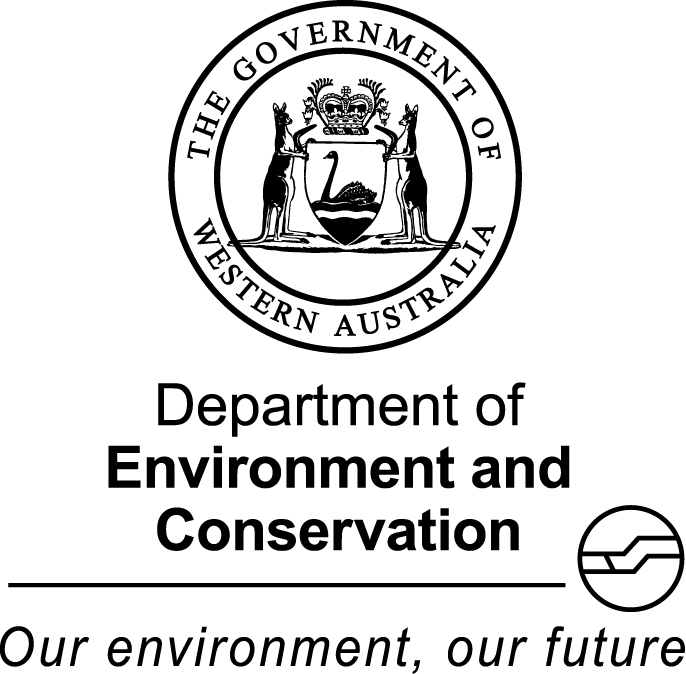 THE GOVERNMENT OF
WESTERN AUSTRALIA
Department of
Environment and
Conservation
Our environment, our future